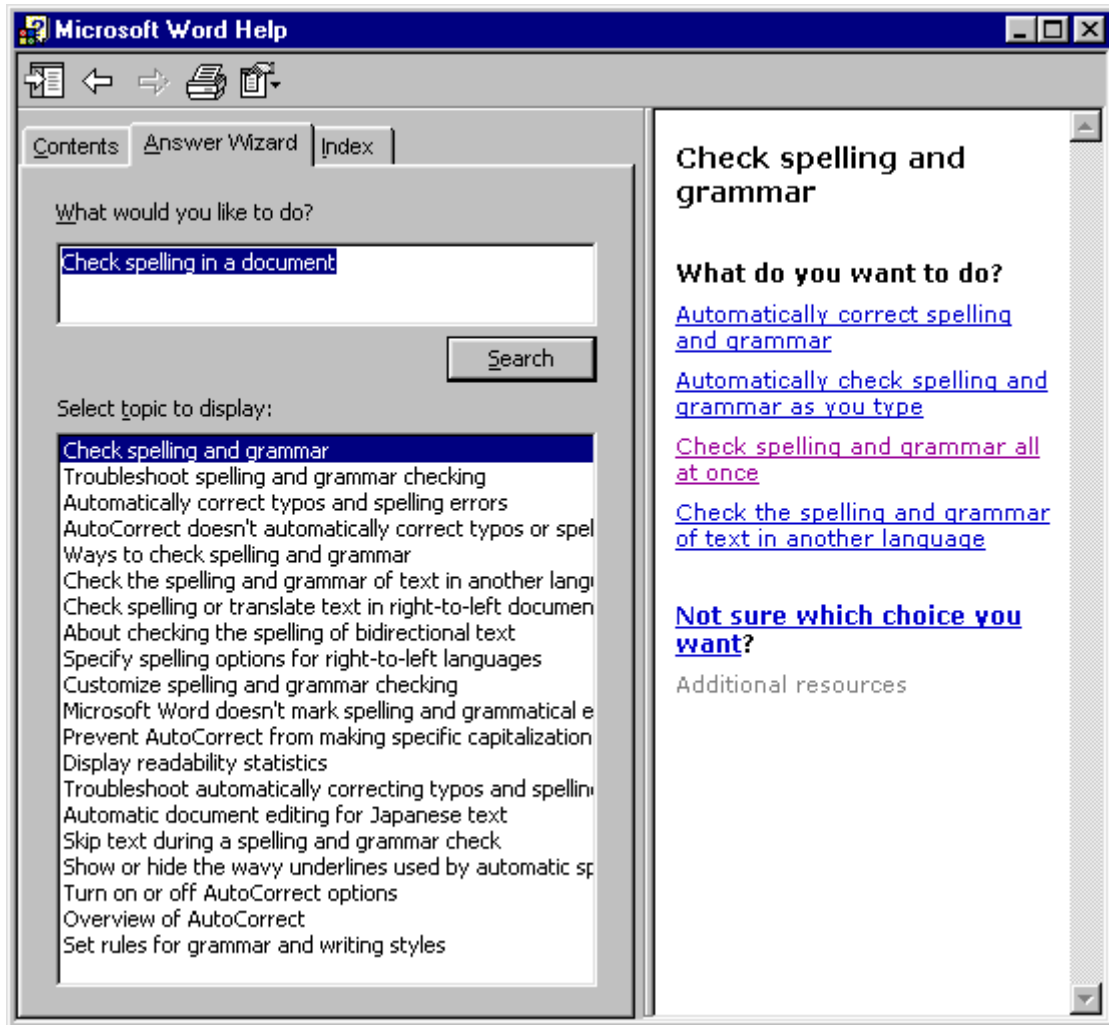 Microsoft Word Help
Contents
Answer Wizard
Index
What would you like to do?
Check spelling in a document
Search
Select topic to display:
Check spelling and grammar
Troubleshoot spelling and grammar checking
Automatically correct typos and spelling errors
AutoCorrect doesn't automatically correct typos or spel
Ways to check spelling and grammar
Check the spelling and grammar of text in another langu
Check spelling or translate text in right-to-left documen
About checking the spelling of bidirectional text
Specify spelling options for right-to-left languages
Customize spelling and grammar checking
Microsoft Word doesn't mark spelling and grammatical e
Prevent AutoCorrect from making specific capitalization
Display readability statistics
Troubleshoot automatically correcting typos and spelling
Automatic document editing for Japanese text
Skip text during a spelling and grammar check
Show or hide the wavy underlines used by automatic sp
Turn on or off AutoCorrect options
Overview of AutoCorrect
Set rules for grammar and writing styles
Check spelling and
grammar
What do you want to do?
Automatically correct spelling
and grammar
Automatically check spelling and
grammar as you type
Check spelling and grammar all
at once
Check the spelling and grammar
of text in another language
Not sure which choice you
want?
Additional resources